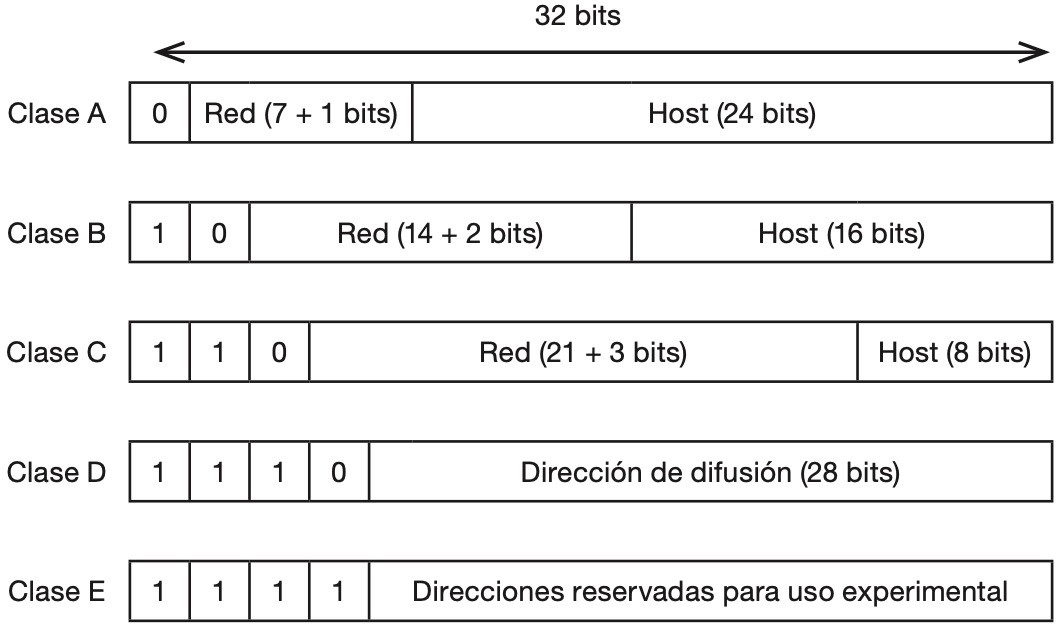 32 bits
Clase A 0 Red (7 + 1 bits) Host (24 bits)
Clase B 1 0 Red (14 + 2 bits) Host (16 bits)
Clase C 1 1 0 Red (21 + 3 bits) Host (8 bits)
Clase D 1 1 1 0 Dirección de difusión (28 bits)
Clase E 1 1 1 1 Direcciones reservadas para uso experimental